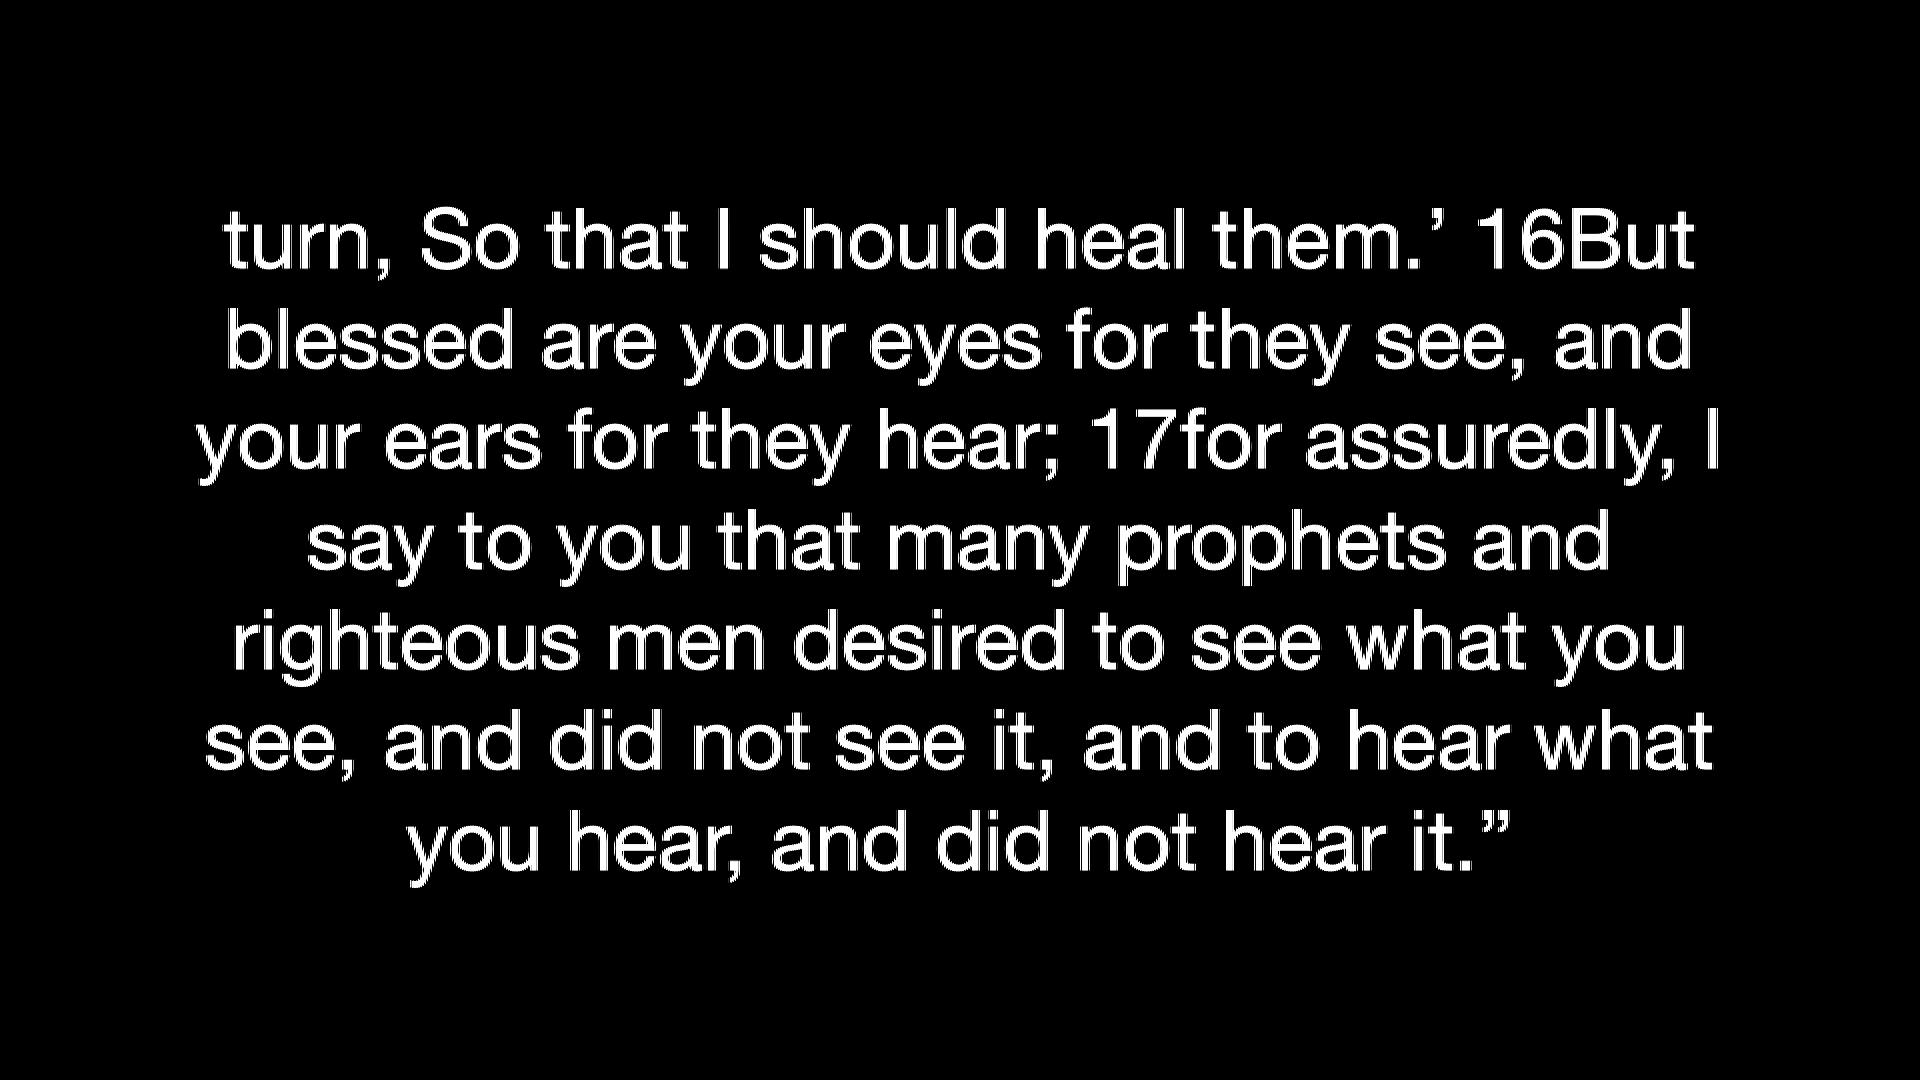 turn, So that I should heal them.’ 16But
blessed are your eyes for they see, and
your ears for they hear; 17for assuredly, I
say to you that many prophets and
righteous men desired to see what you
see, and did not see it, and to hear what
you hear, and did not hear it.”